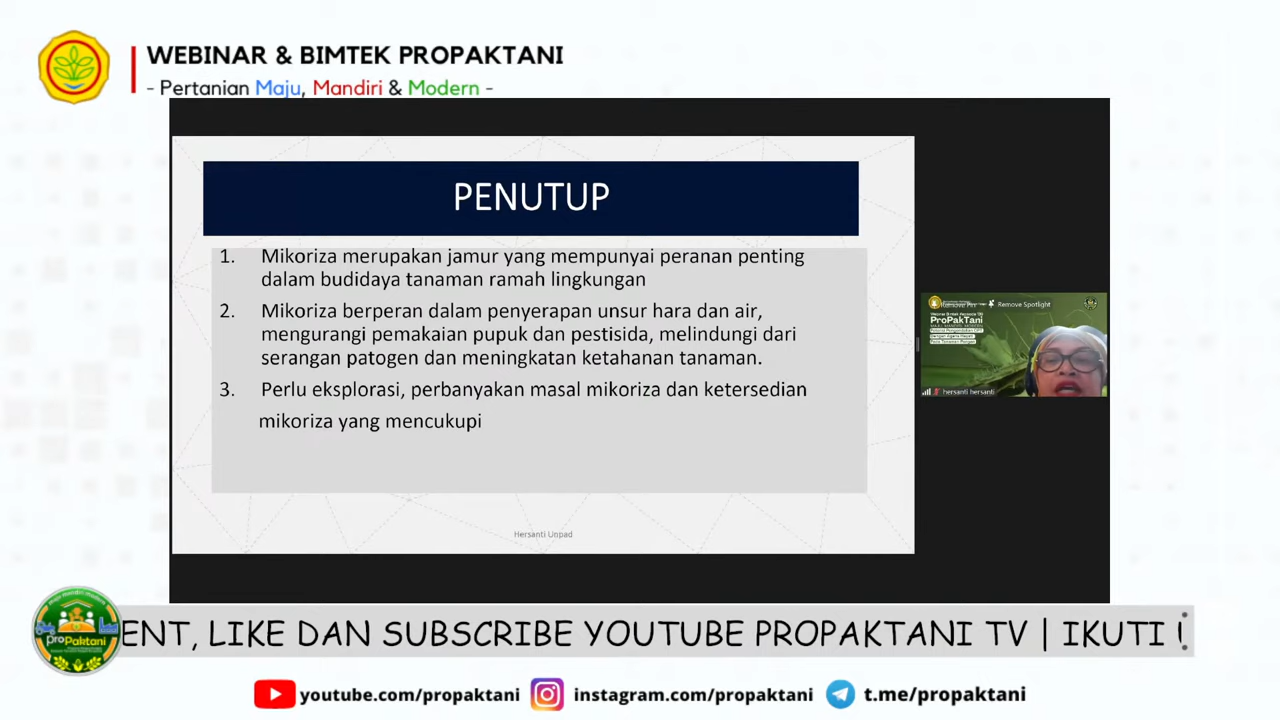 WEBINAR & BIMTEK PROPAKTANI
- Pertanian Maju, Mandiri & Modern -
PENUTUP
1. Mikoriza merupakan jamur yang mempunyai peranan penting
dalam budidaya tanaman ramah lingkungan
2. Mikoriza berperan dalam penyerapan unsur hara dan air,
mengurangi pemakaian pupuk dan pestisida, melindungi dari
serangan patogen dan meningkatan ketahanan tanaman.
3. Perlu eksplorasi, perbanyakan masal mikoriza dan ketersedian
mikoriza yang mencukupi
Hersanti Unpad
Remove Spotlight
ProPakTani
hersanti hersanti
proPaktani
ENT, LIKE DAN SUBSCRIBE YOUTUBE PROPAKTANI TV | IKUTI
youtube.com/propaktani
instagram.com/propaktani
t.me/propaktani